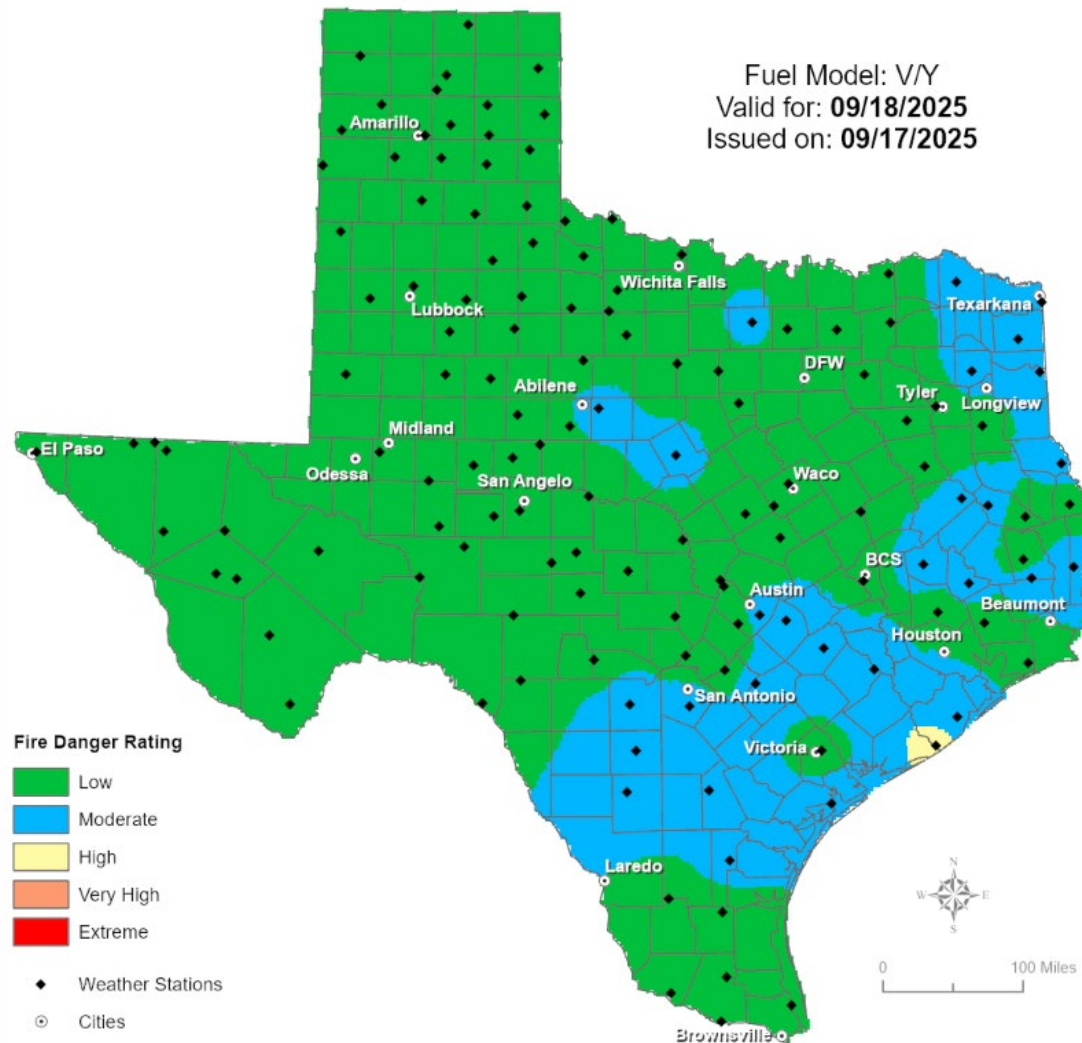 Fuel Model: V/Y
Valid for: 09/18/2025
Issued on: 09/17/2025
Amarillo
Wichita Falls
Lubbock
Texarkana
DFW
Abilene
Tyler
Longview
Midland
El Paso
Odessa
San Angelo
Waco
BCS
Austin
Beaumont
Houston
San Antonio
Victoria
Laredo
Brownsville
Fire Danger Rating
Low
Moderate
High
Very High
Extreme
Weather Stations
Cities
N
W E
S
0 100 Miles